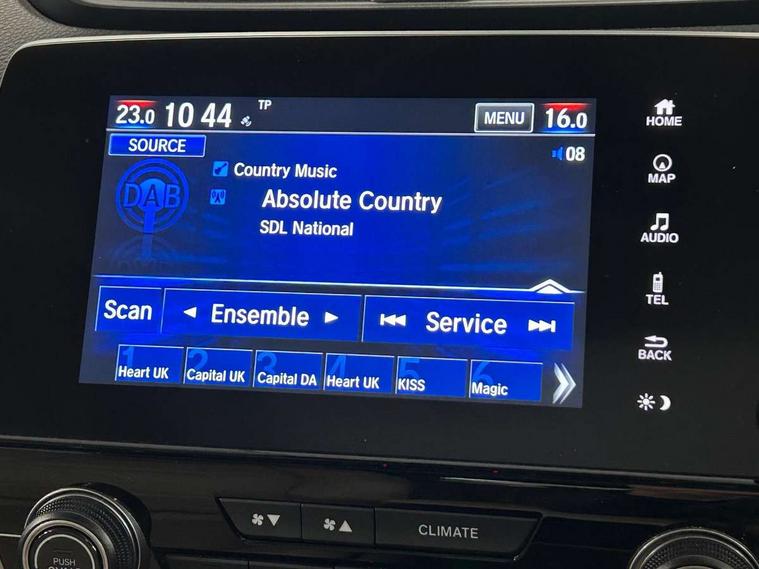 23.0 10 44 TP MENU 16.0
SOURCE
08
DAB
Country Music
Absolute Country
SDL National
Scan ◄ Ensemble ► Service
1 Heart UK
2 Capital UK
3 Capital DA
4 Heart UK
5 KISS
6 Magic
HOME
MAP
AUDIO
TEL
BACK
CLIMATE
PUSH